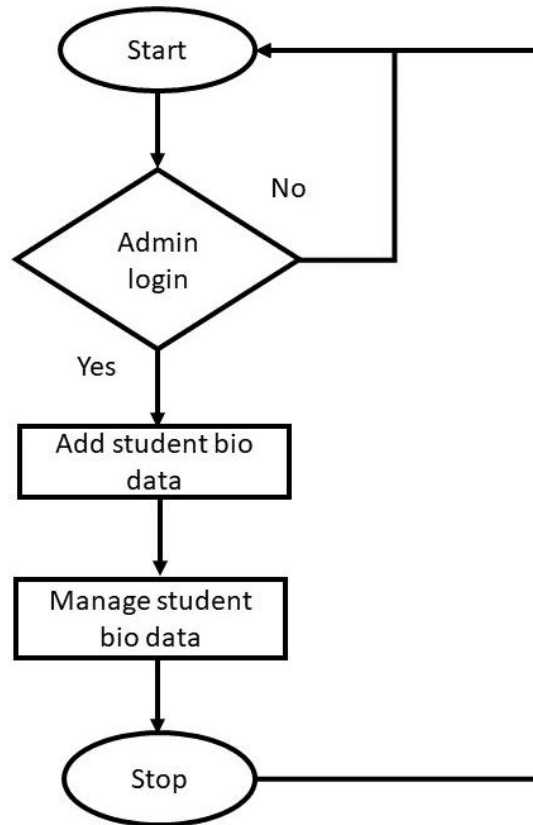 Start
No
Admin
login
Yes
Add student bio
data
Manage student
bio data
Stop